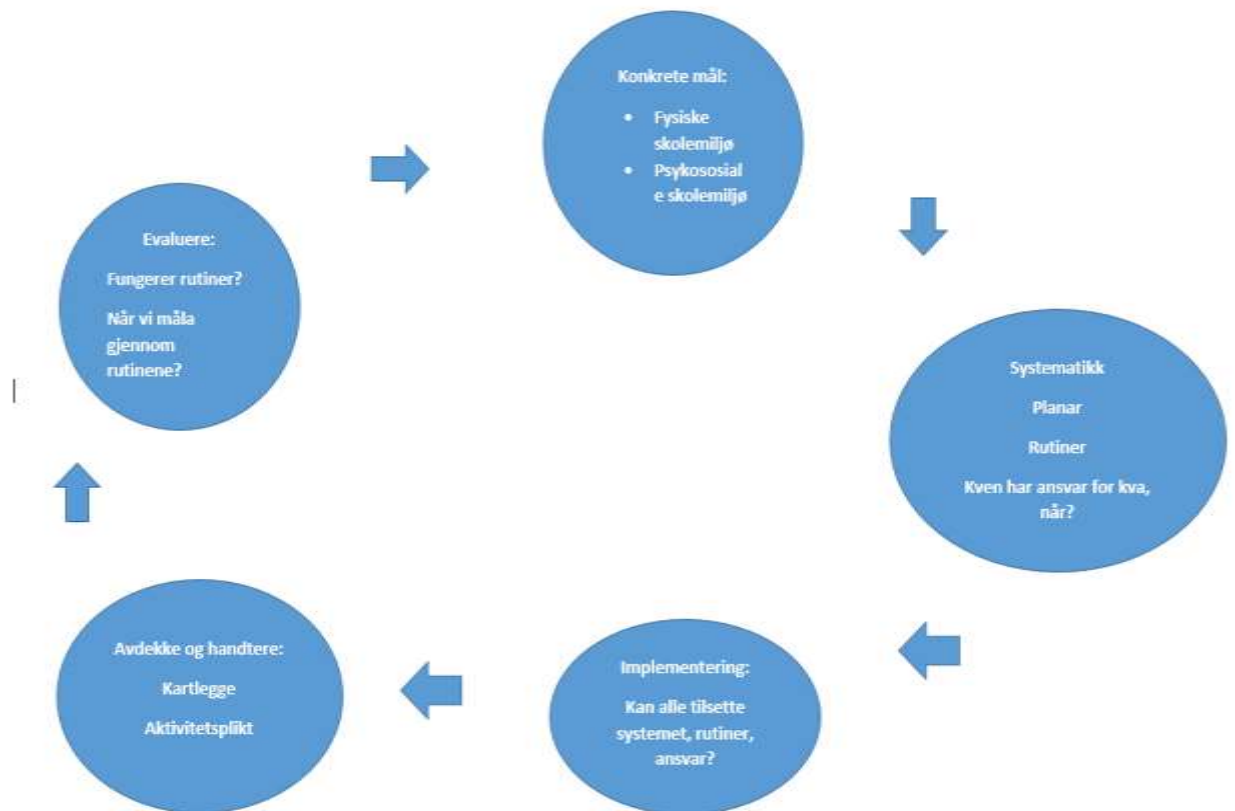 Konkrete mål:
• Fysiske
skolemiljø
• Psykososial
e skolemiljø
Systematikk
Planar
Rutiner
Kven har ansvar for kva,
når?
Implementering:
Kan alle tilsette
systemet, rutiner,
ansvar?
Avdekke og handtere:
Kartlegge
Aktivitetsplikt
Evaluere:
Fungerer rutiner?
Når vi måla
gjennom
rutinene?